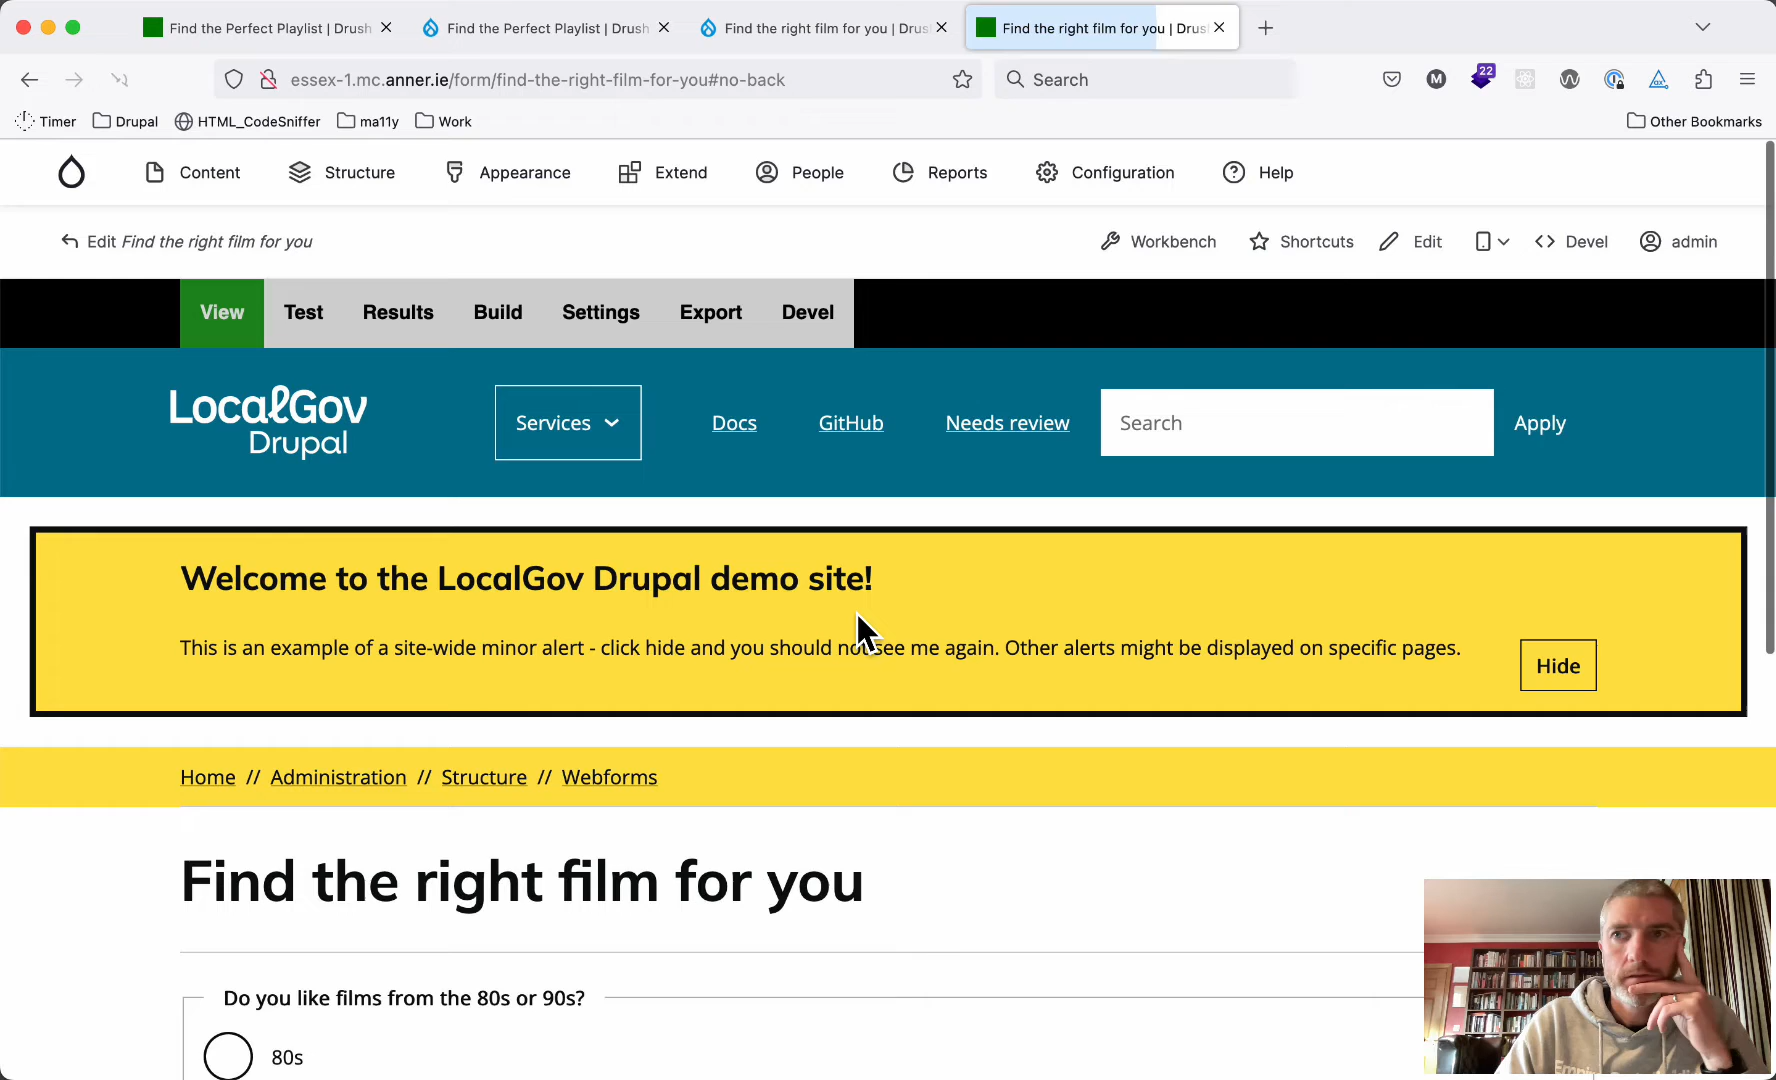 Find the Perfect Playlist | Drush
Find the Perfect Playlist | Drush
Find the right film for you | Drus
Find the right film for you | Drus
essex-1.mc.anner.ie/form/find-the-right-film-for-you#no-back
Search
M
22
Timer
Drupal
HTML_CodeSniffer
ma11y
Work
Other Bookmarks
Content
Structure
Appearance
Extend
People
Reports
Configuration
Help
Edit Find the right film for you
Workbench
Shortcuts
Edit
Devel
admin
View
Test
Results
Build
Settings
Export
Devel
LocalGov
Drupal
Services
Docs
GitHub
Needs review
Search
Apply
Welcome to the LocalGov Drupal demo site!
This is an example of a site-wide minor alert - click hide and you should not see me again. Other alerts might be displayed on specific pages.
Hide
Home // Administration // Structure // Webforms
Find the right film for you
Do you like films from the 80s or 90s?
80s